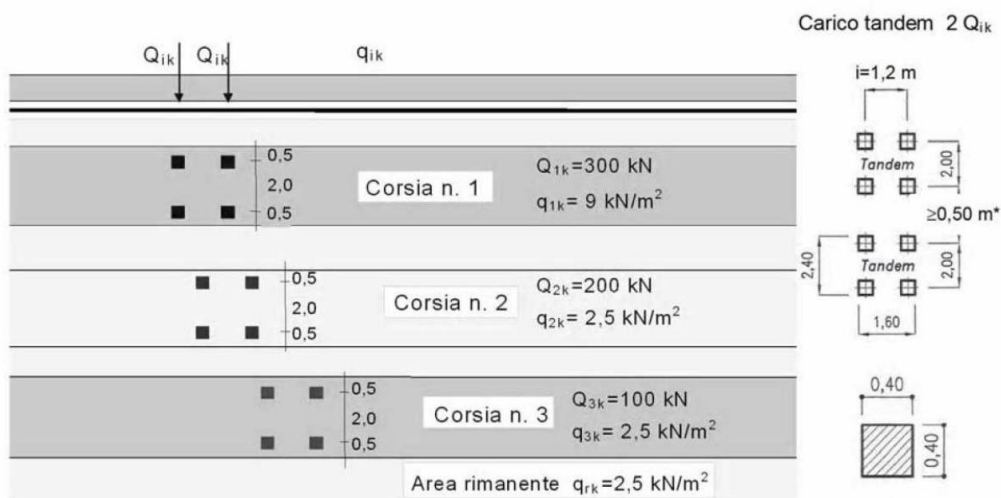 Carico tandem 2 Qik
Qik Qik qik
i=1,2 m
0,5
2,0
0,5
Corsia n. 1
Q1k=300 kN
q1k= 9 kN/m²
Tandem
2,00
≥0,50 m*
0,5
2,0
0,5
Corsia n. 2
Q2k=200 kN
q2k= 2,5 kN/m²
2,40
Tandem
2,00
1,60
0,5
2,0
0,5
Corsia n. 3
Q3k=100 kN
q3k= 2,5 kN/m²
0,40
0,40
Area rimanente qrk=2,5 kN/m²